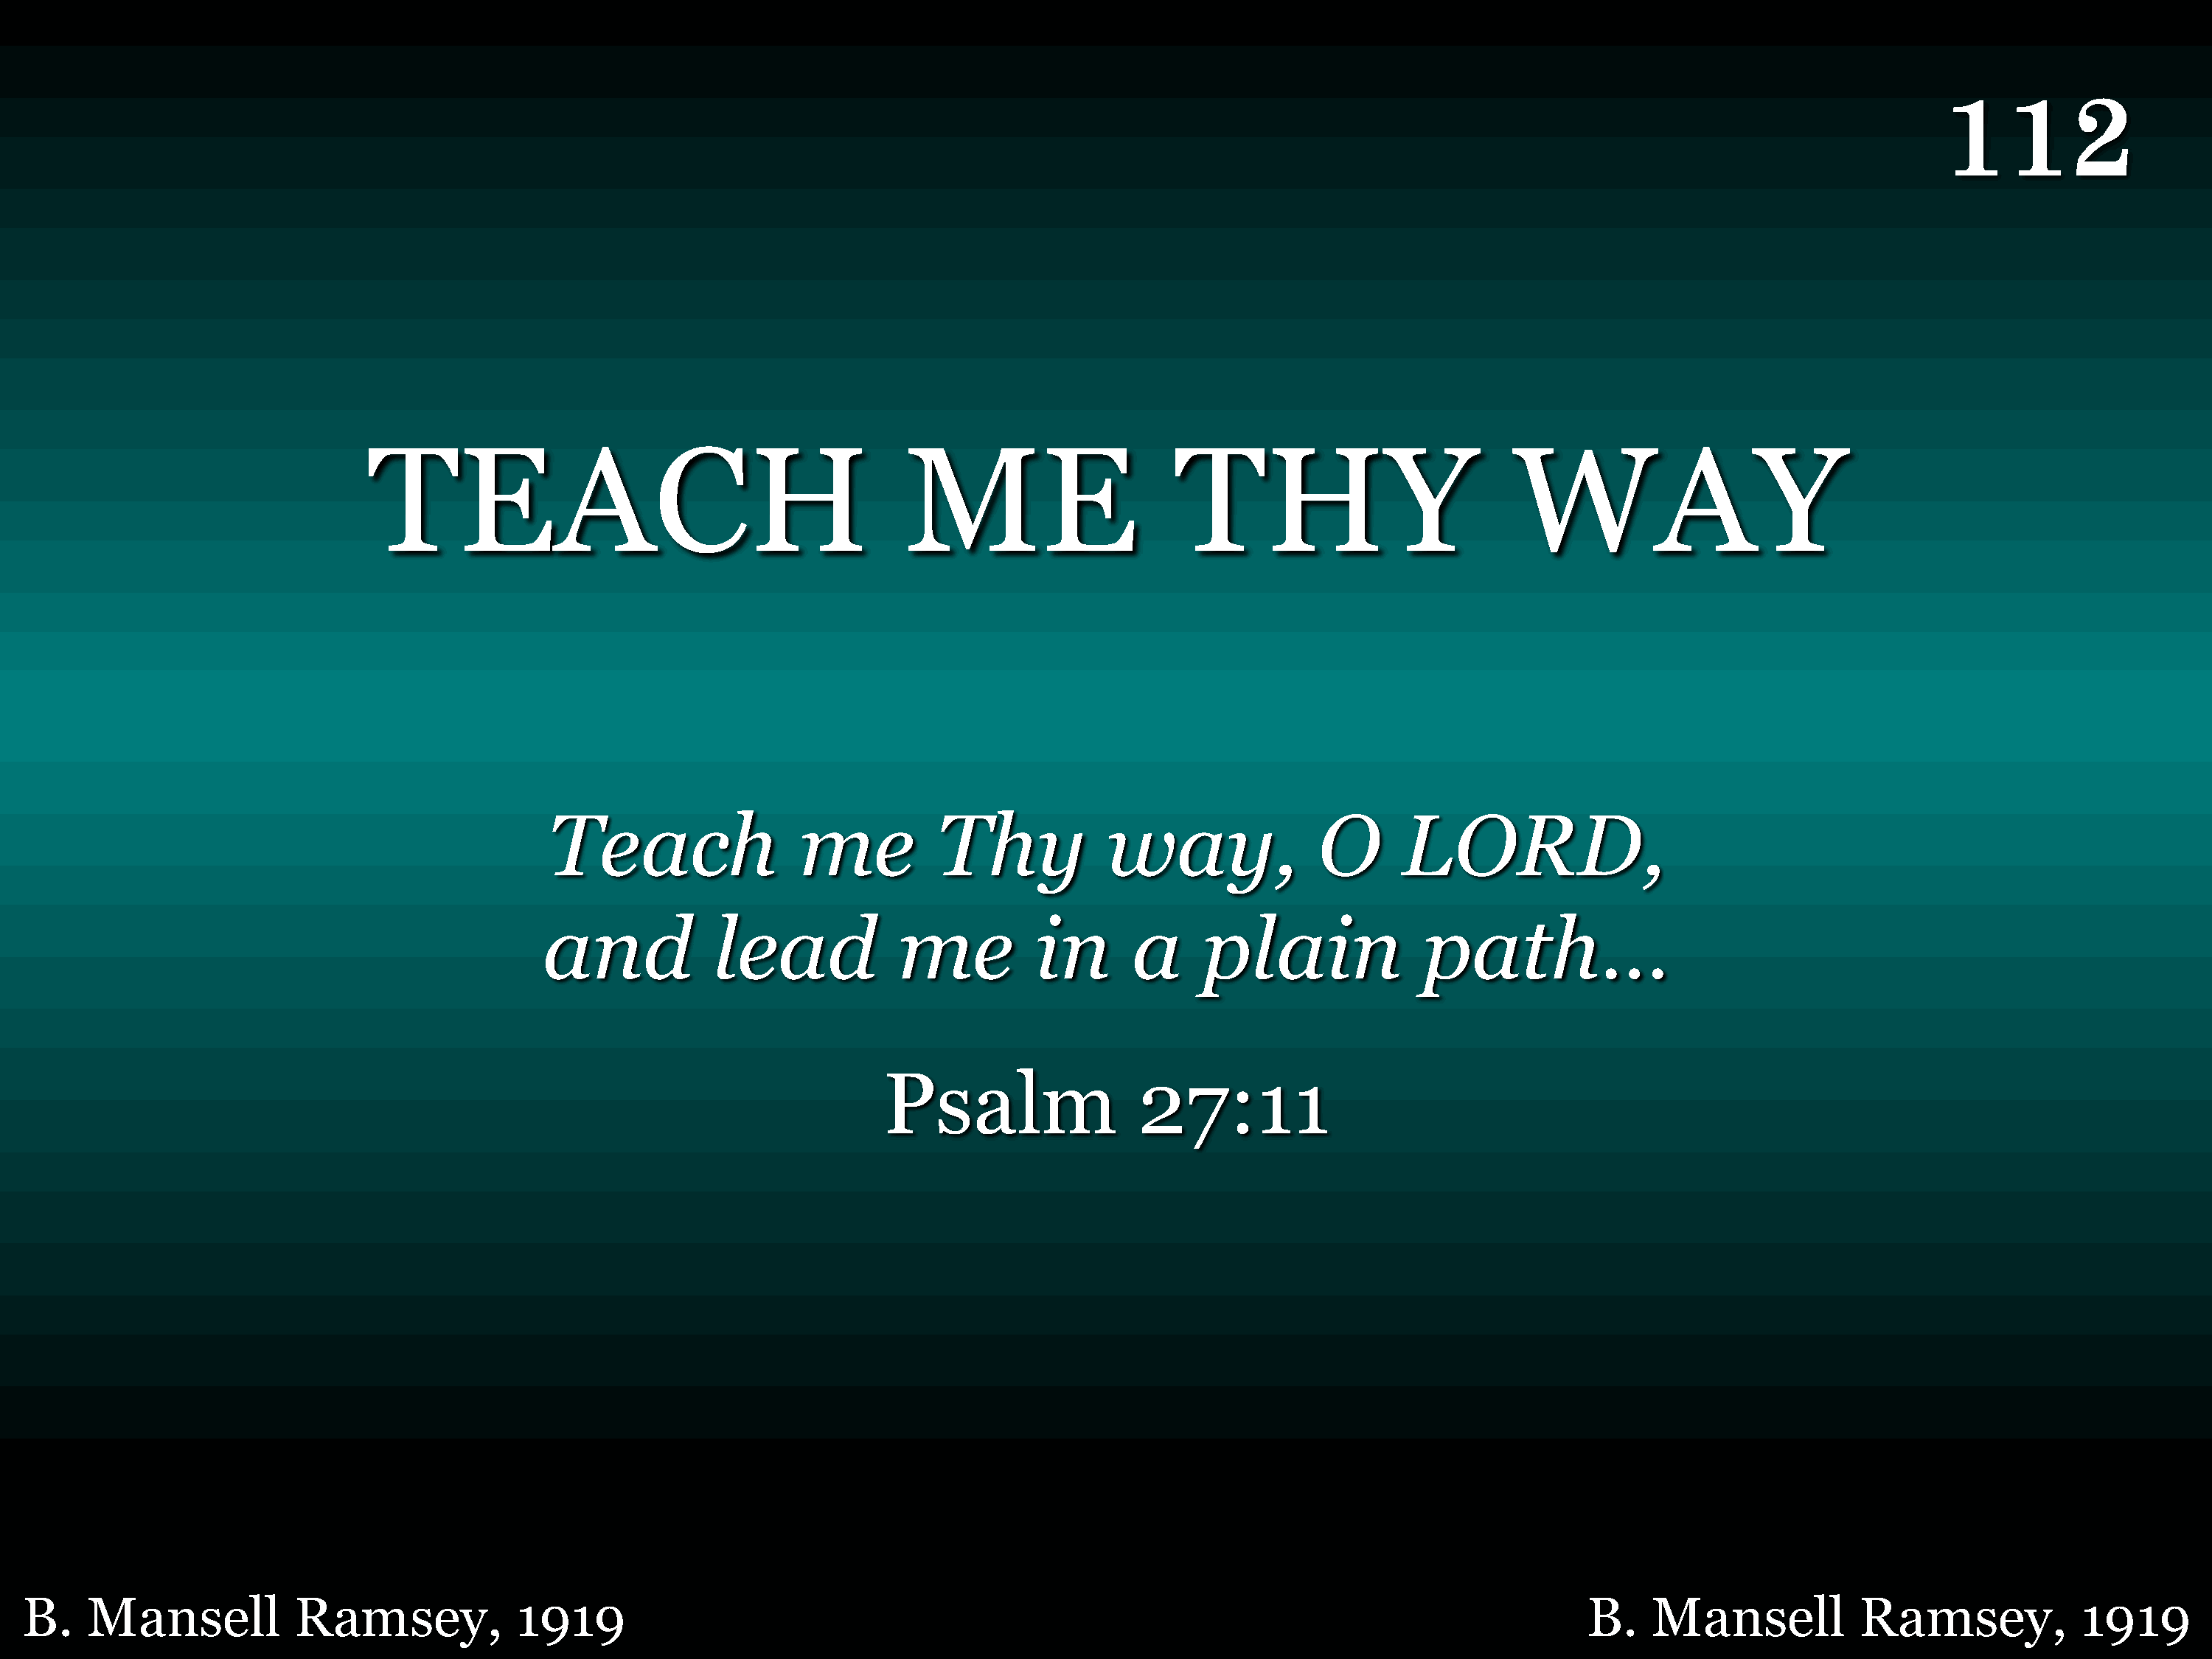 112
TEACH ME THY WAY
Teach me Thy way, O LORD,
and lead me in a plain path...
Psalm 27:11
B. Mansell Ramsey, 1919
B. Mansell Ramsey, 1919